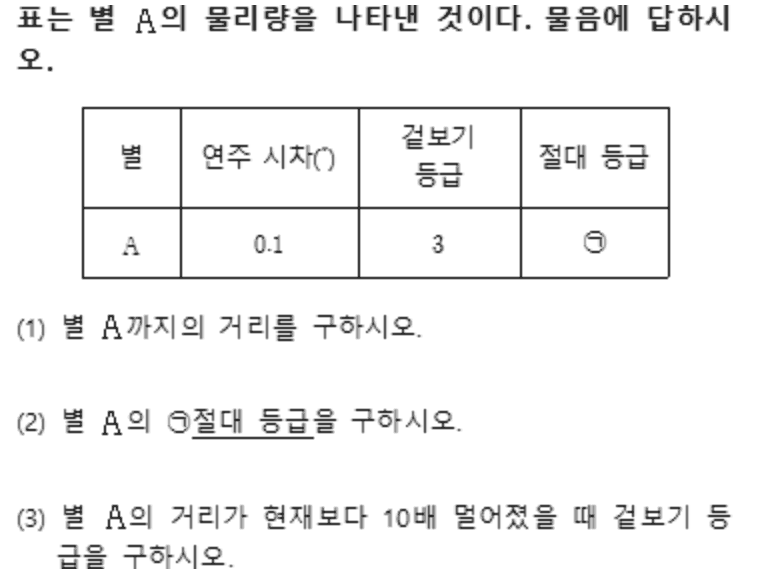 표는 별 A의 물리량을 나타낸 것이다. 물음에 답하시
오.
별 연주 시차(″) 겉보기 등급 절대 등급
A 0.1 3 ㉠
(1) 별 A까지의 거리를 구하시오.
(2) 별 A의 ㉠절대 등급을 구하시오.
(3) 별 A의 거리가 현재보다 10배 멀어졌을 때 겉보기 등
급을 구하시오.